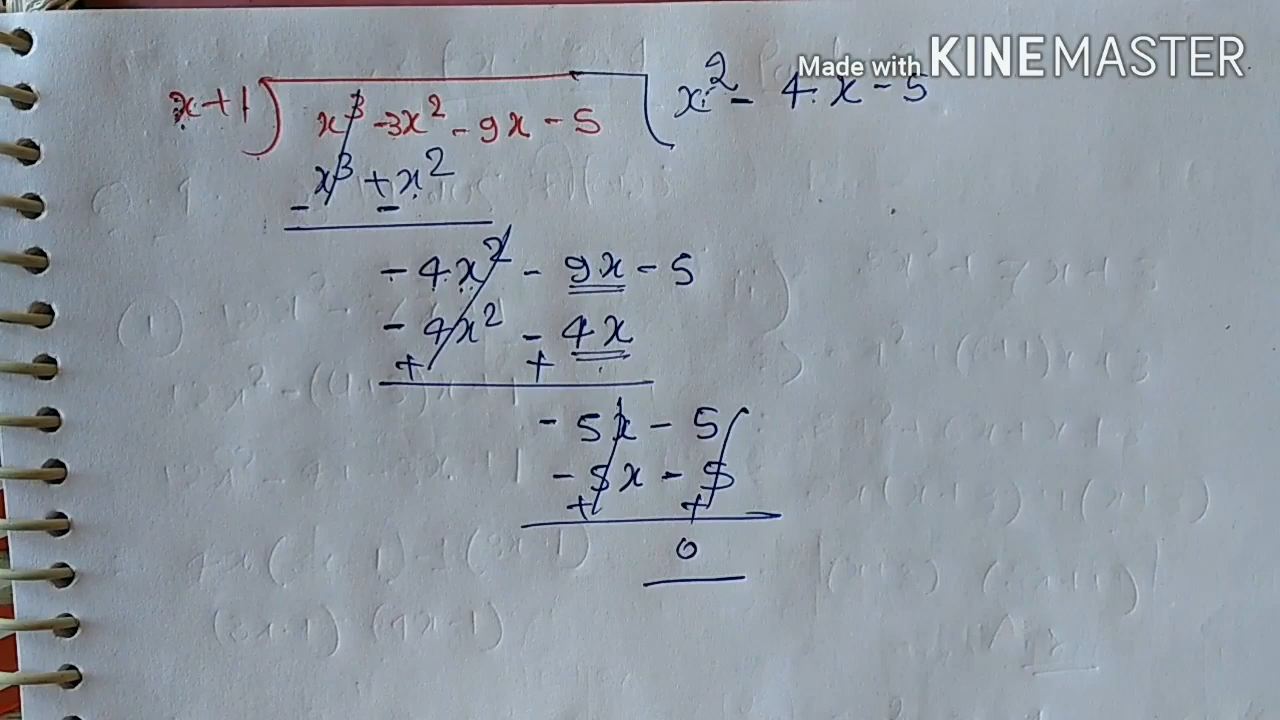 Made with KINEMASTER
x+1) x³ -3x² - 9x - 5 ( x² - 4x - 5
x³ + x²
- -
- 4x² - 9x - 5
- 4x² - 4x
+ +
- 5x - 5
- 5x - 5
+ +
0